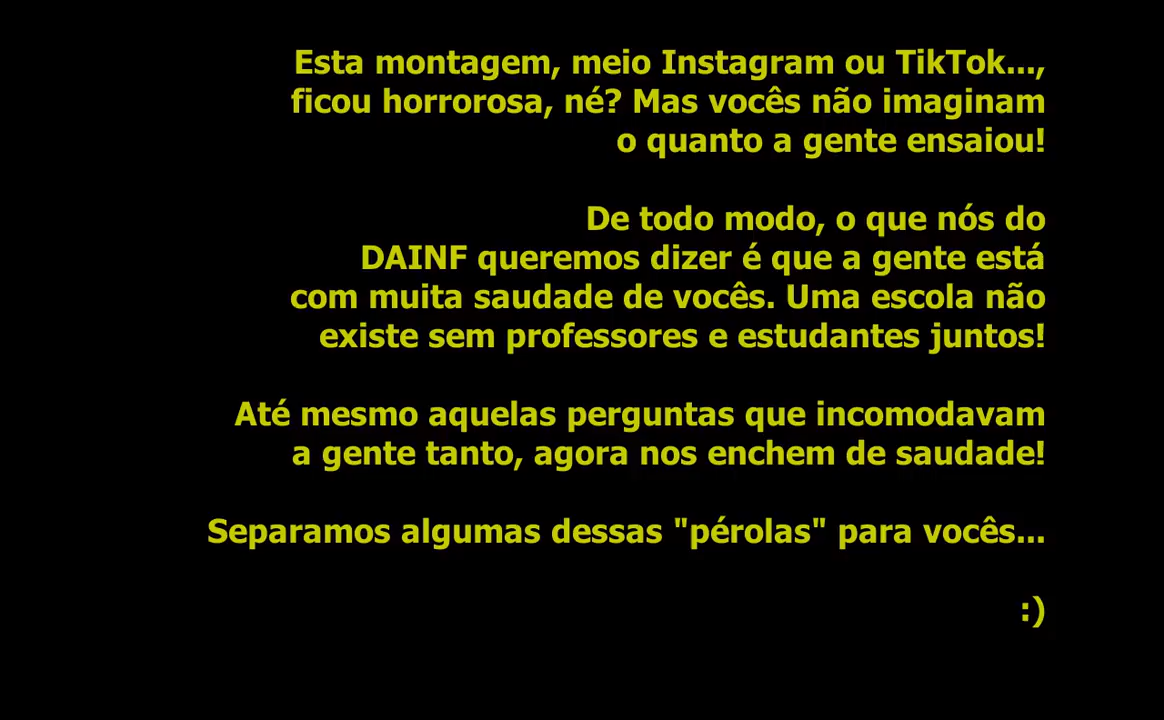 Esta montagem, meio Instagram ou TikTok...,
ficou horrorosa, né? Mas vocês não imaginam
o quanto a gente ensaiou!
De todo modo, o que nós do
DAINF queremos dizer é que a gente está
com muita saudade de vocês. Uma escola não
existe sem professores e estudantes juntos!
Até mesmo aquelas perguntas que incomodavam
a gente tanto, agora nos enchem de saudade!
Separamos algumas dessas "pérolas" para vocês...
:)